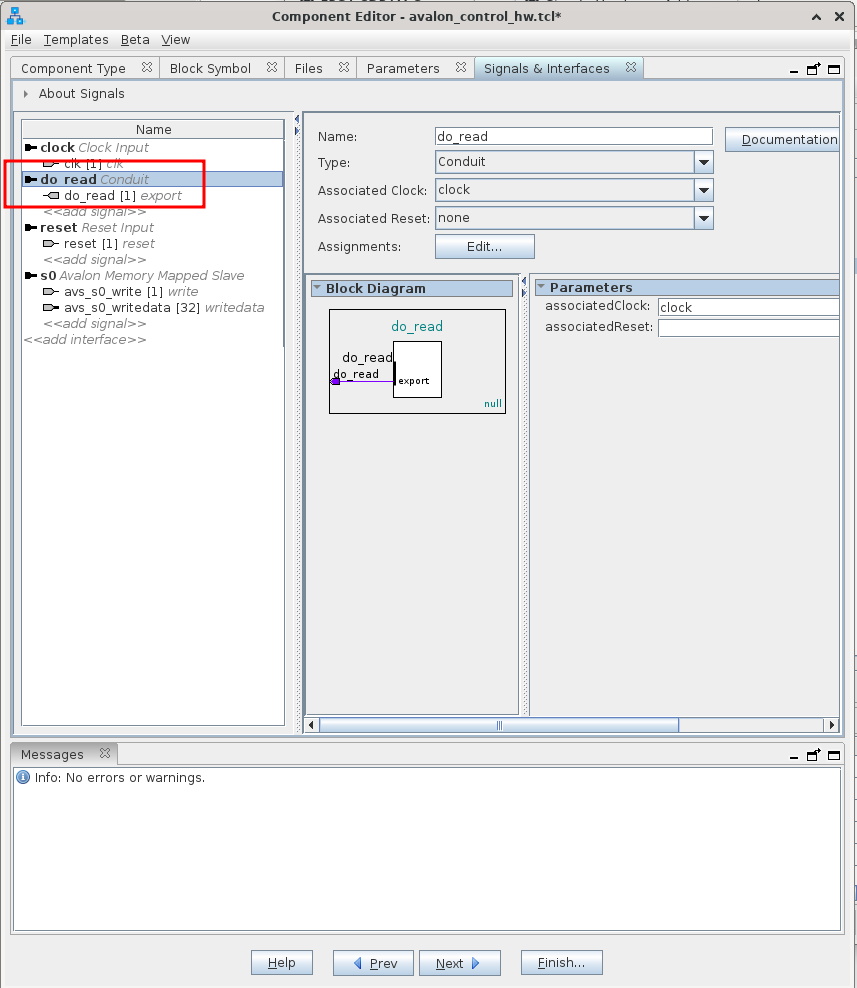 Component Editor - avalon_control_hw.tcl*
File Templates Beta View
Component Type Block Symbol Files Parameters Signals & Interfaces
About Signals
Name
clock Clock Input
clk [1] clk
do_read Conduit
do_read [1] export
<<add signal>>
reset Reset Input
reset [1] reset
<<add signal>>
s0 Avalon Memory Mapped Slave
avs_s0_write [1] write
avs_s0_writedata [32] writedata
<<add signal>>
<<add interface>>
Name: do_read
Documentation
Type: Conduit
Associated Clock: clock
Associated Reset: none
Assignments: Edit...
Block Diagram
do_read
do_read
do_read
export
null
Parameters
associatedClock: clock
associatedReset:
Messages
Info: No errors or warnings.
Help Prev Next Finish...